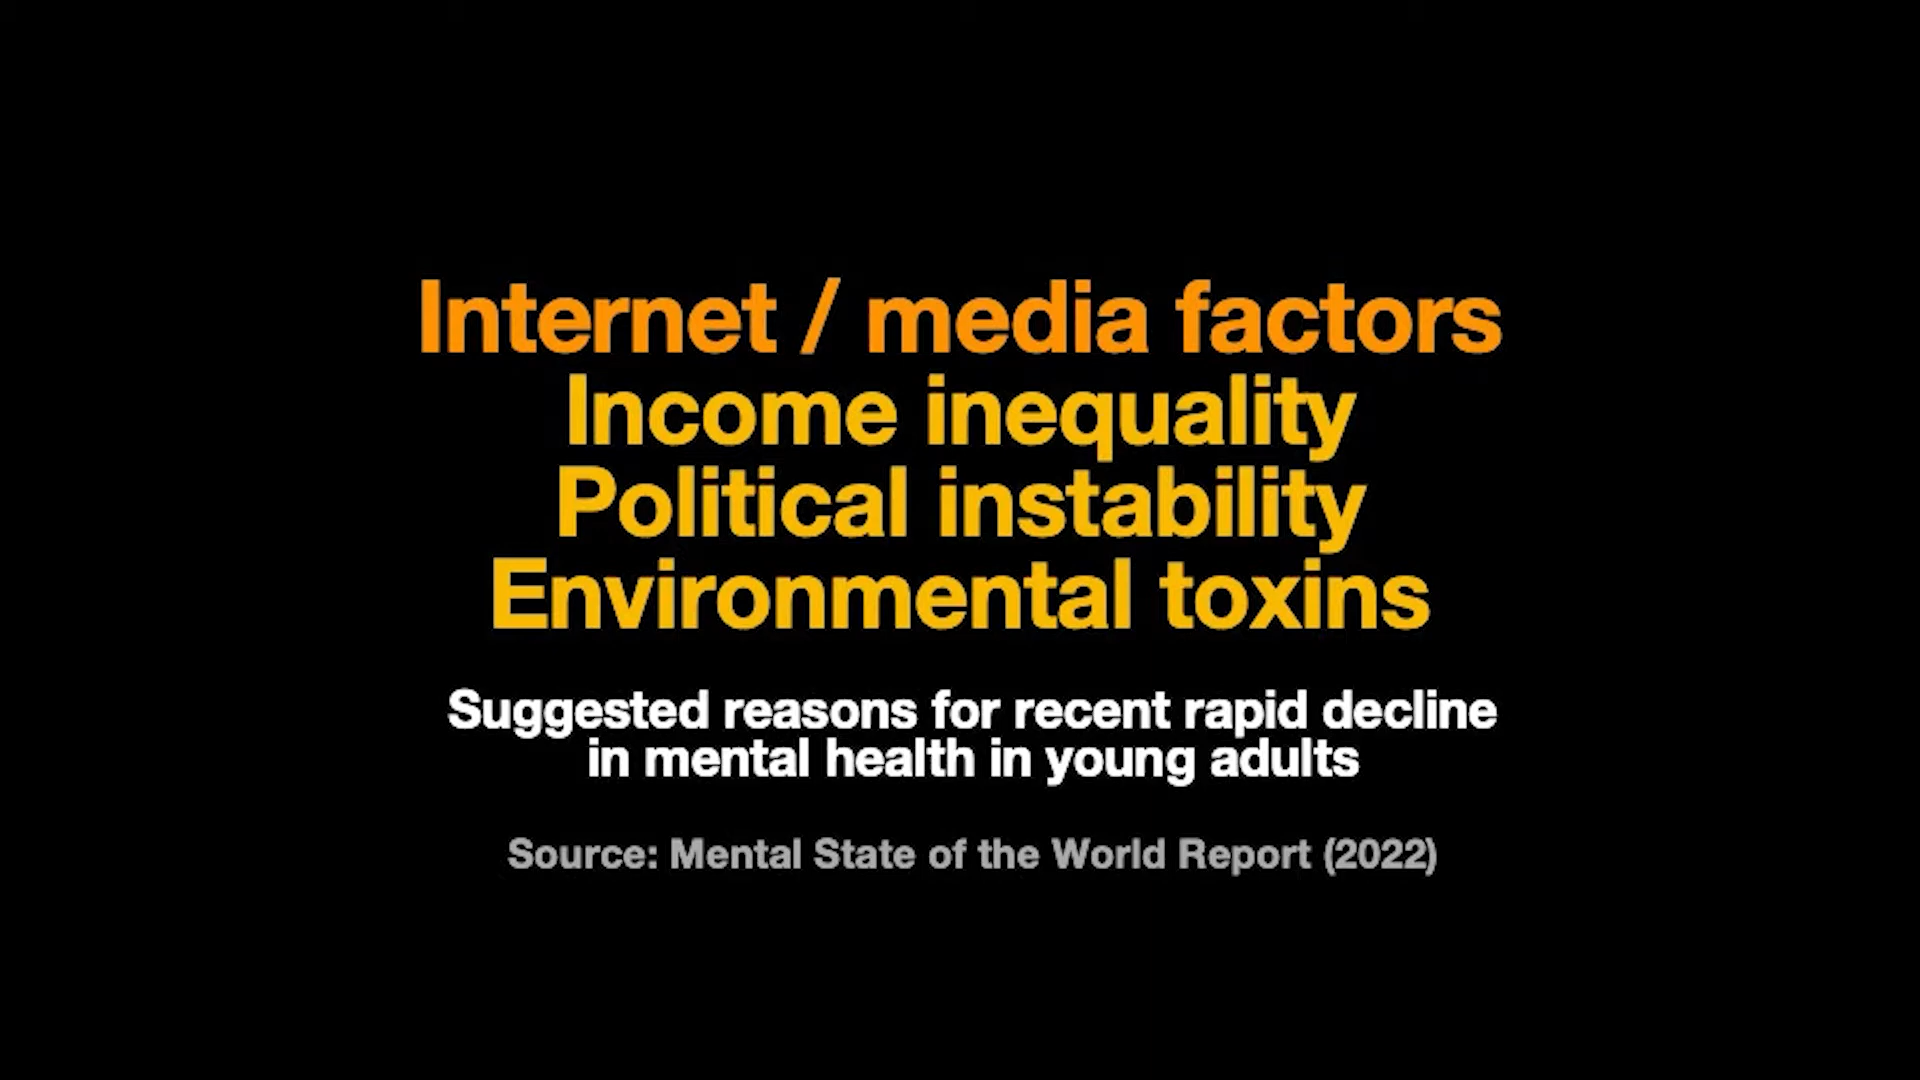 Internet / media factors
Income inequality
Political instability
Environmental toxins
Suggested reasons for recent rapid decline
in mental health in young adults
Source: Mental State of the World Report (2022)